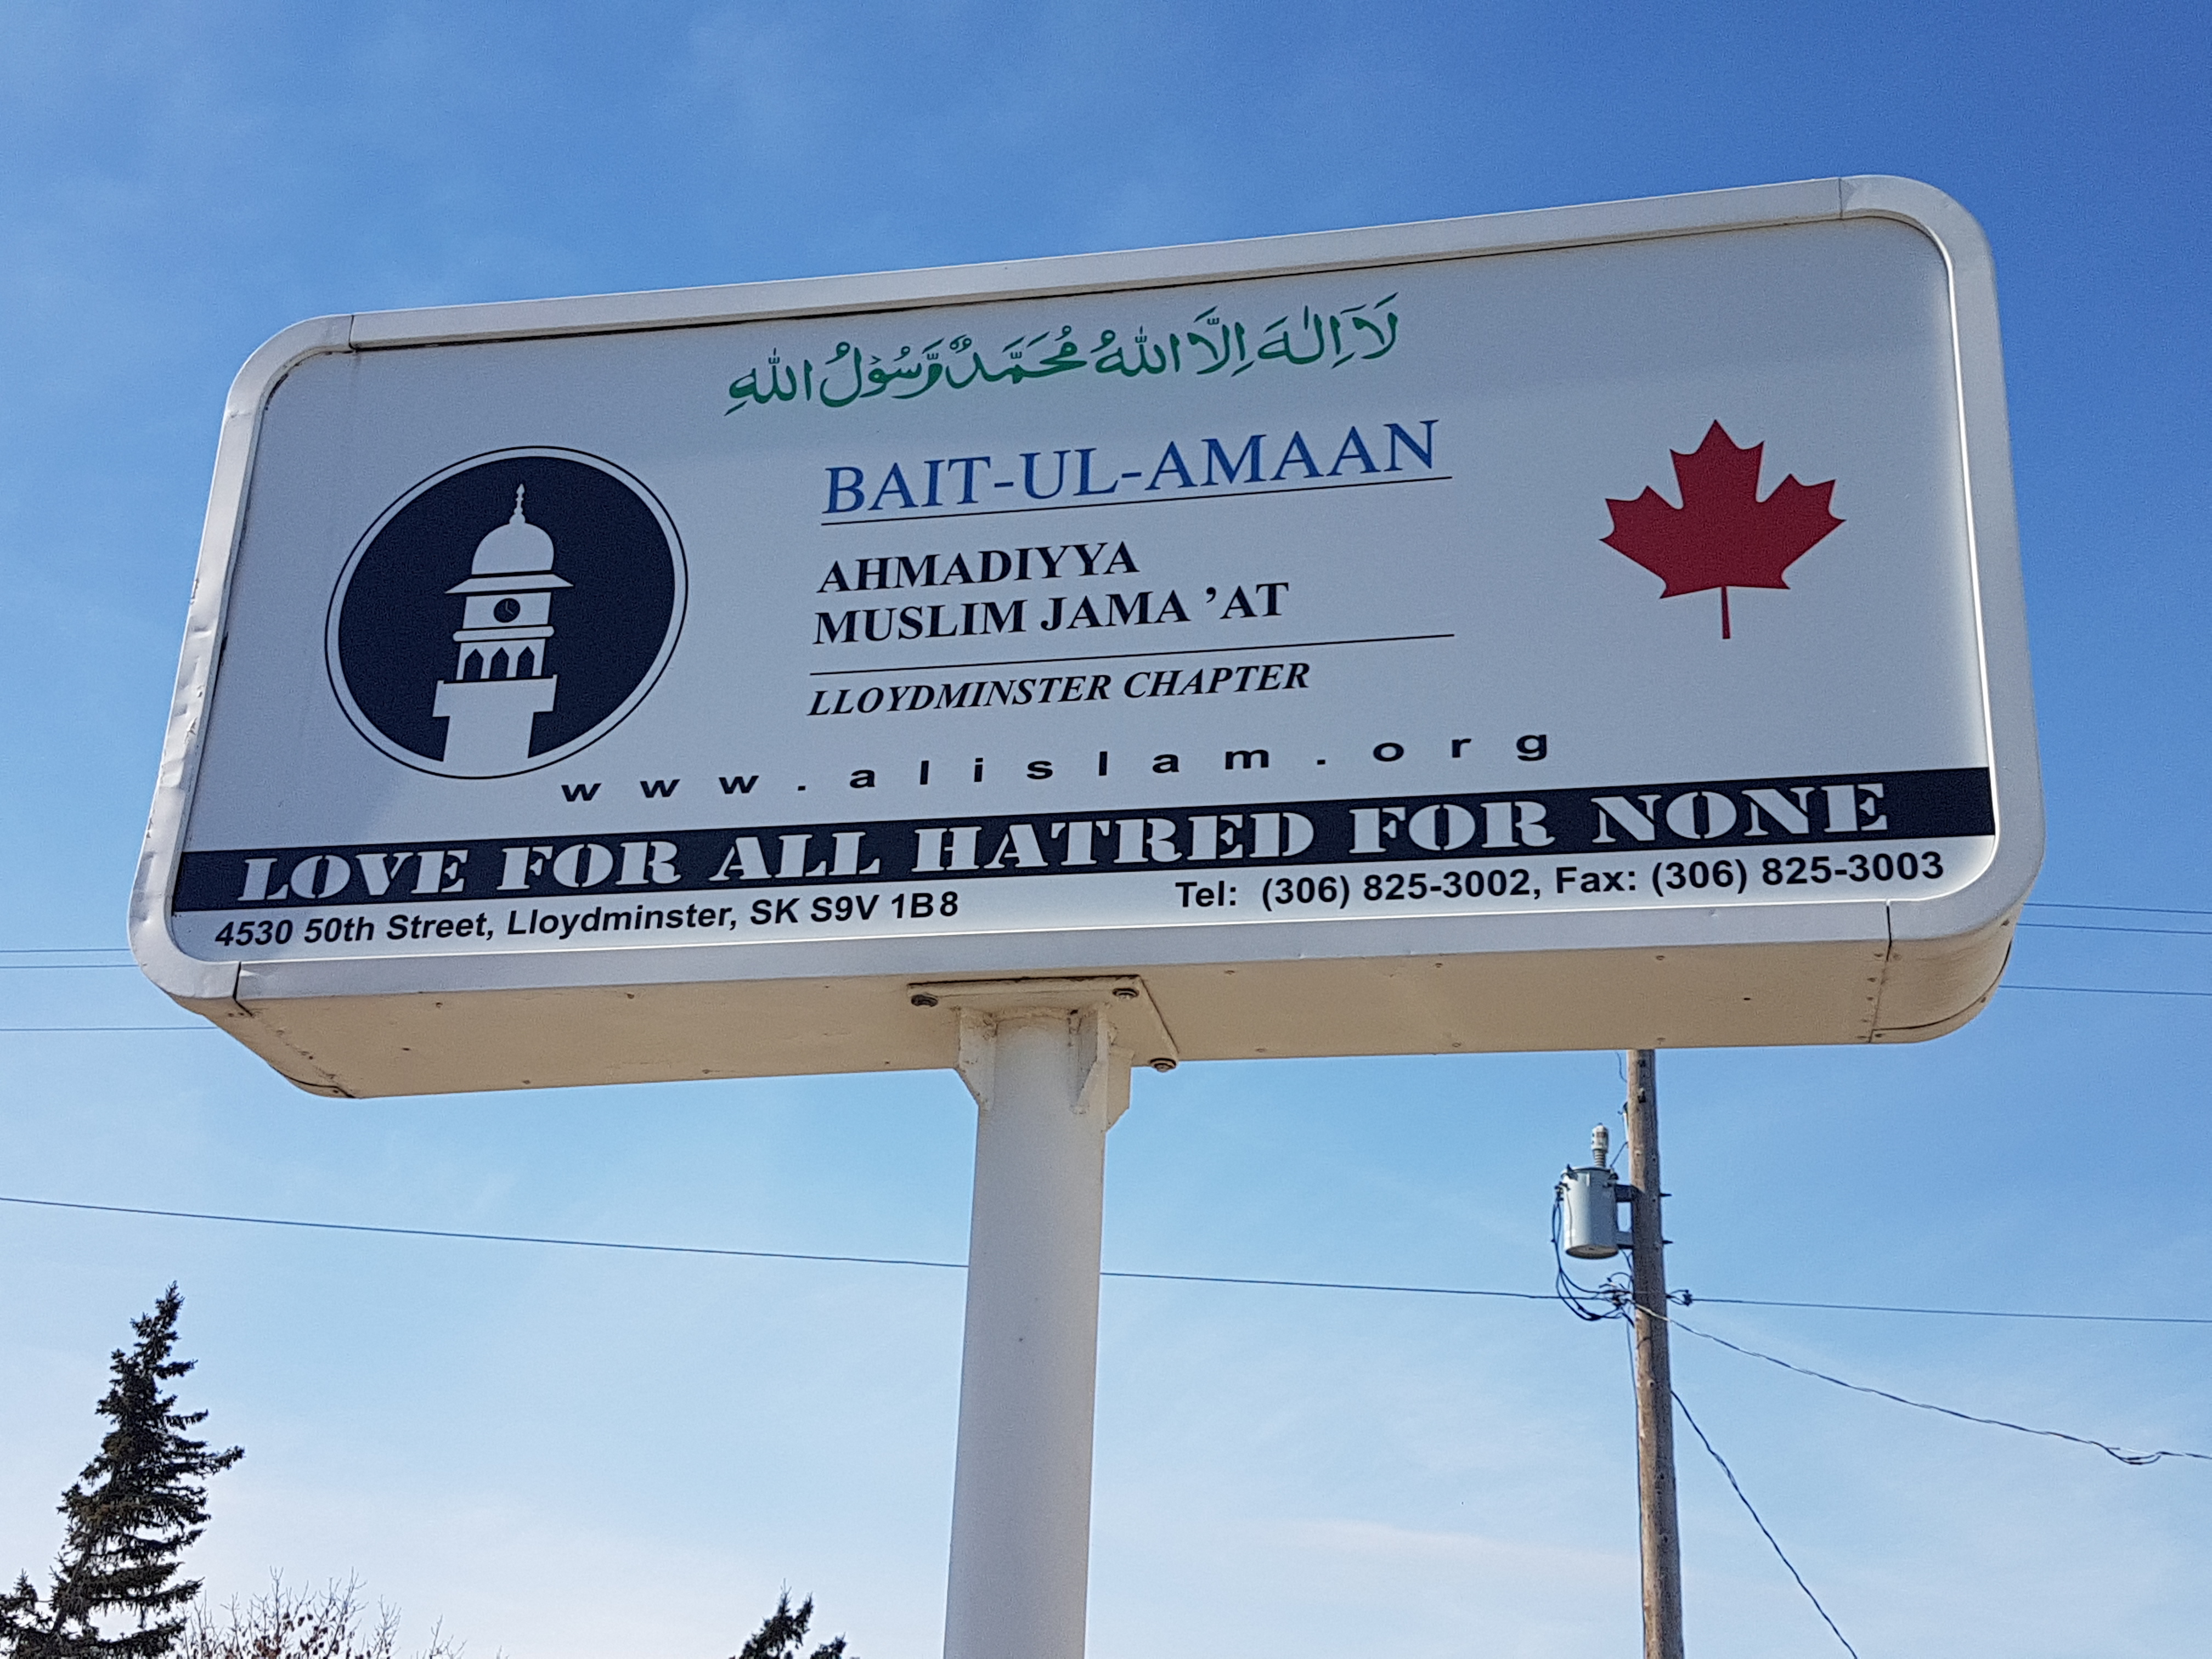 لَآ اِلٰهَ اِلَّا اللّٰهُ مُحَمَّدٌ رَّسُوْلُ اللّٰهِ
BAIT-UL-AMAAN
AHMADIYYA
MUSLIM JAMA ’AT
LLOYDMINSTER CHAPTER
www.alislam.org
LOVE FOR ALL HATRED FOR NONE
4530 50th Street, Lloydminster, SK S9V 1B8 Tel: (306) 825-3002, Fax: (306) 825-3003